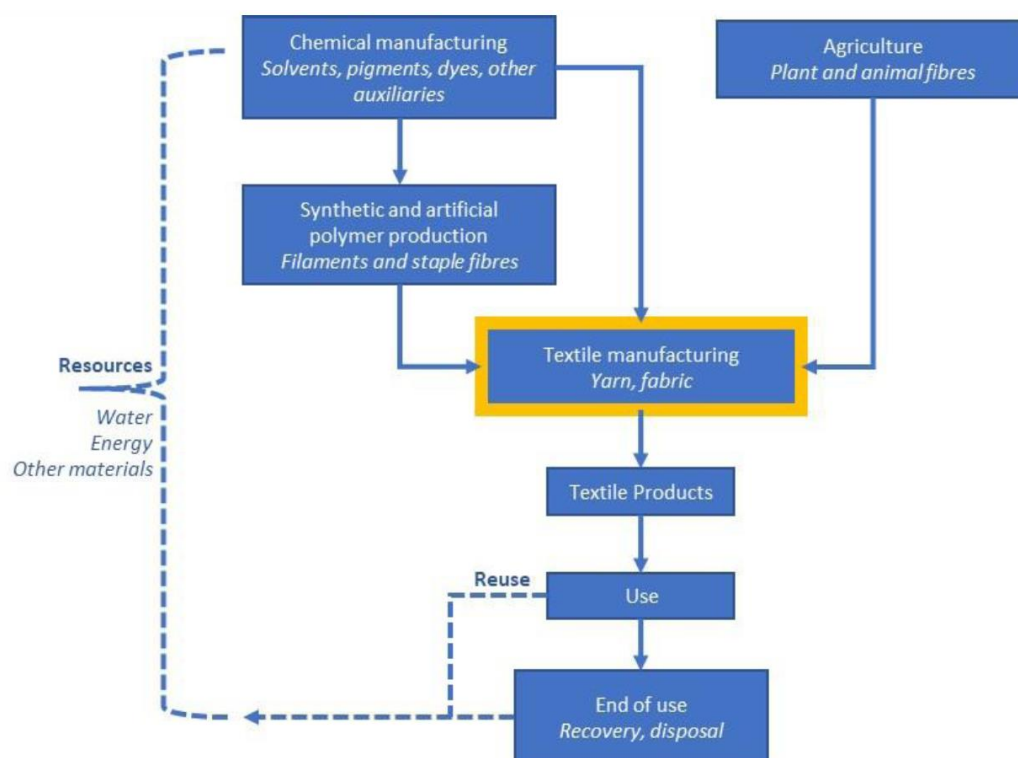 Chemical manufacturing
Solvents, pigments, dyes, other
auxiliaries
Agriculture
Plant and animal fibres
Synthetic and artificial
polymer production
Filaments and staple fibres
Textile manufacturing
Yarn, fabric
Resources
Water
Energy
Other materials
Textile Products
Reuse
Use
End of use
Recovery, disposal